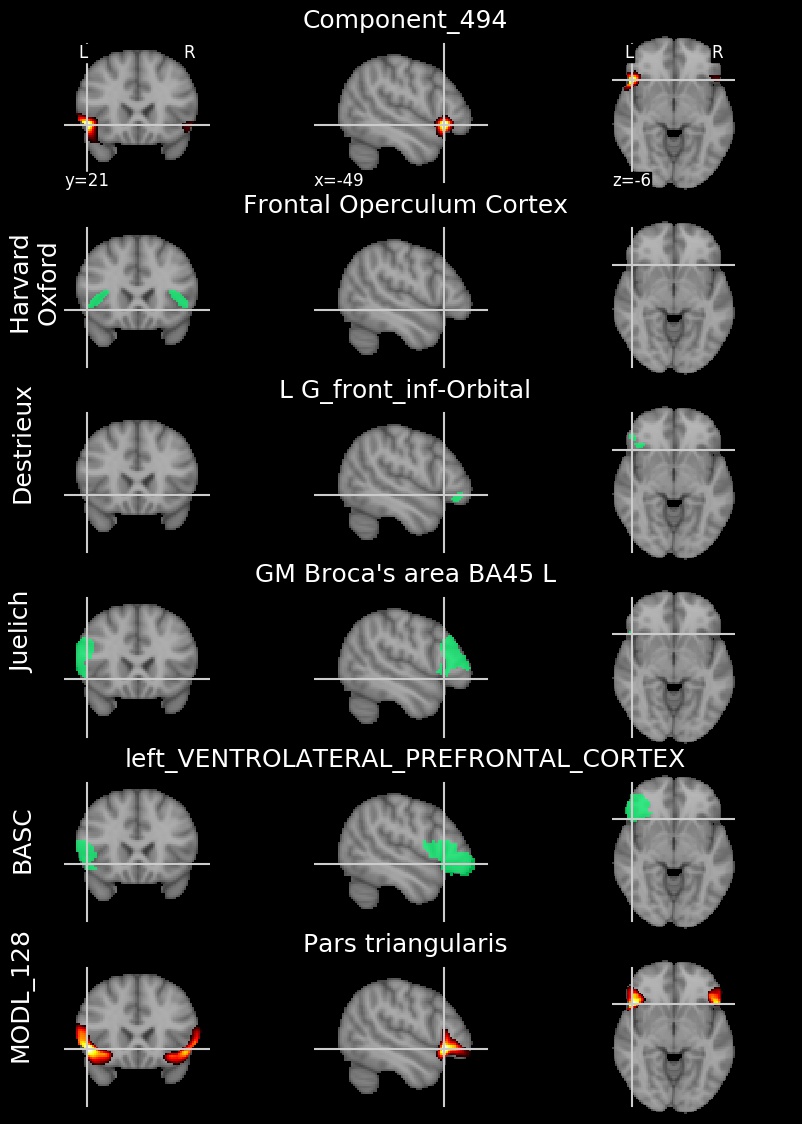 Component_494
L R L R
y=21 x=-49 z=-6
Frontal Operculum Cortex
Harvard
Oxford
L G_front_inf-Orbital
Destrieux
GM Broca's area BA45 L
Juelich
left_VENTROLATERAL_PREFRONTAL_CORTEX
BASC
Pars triangularis
MODL_128